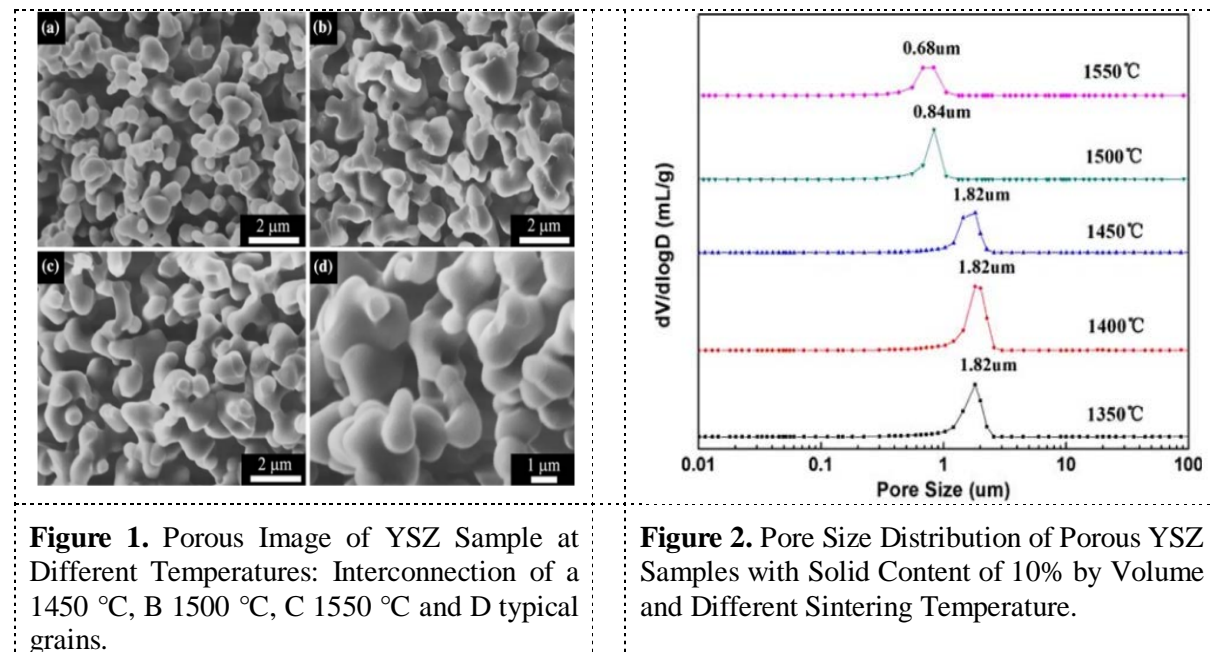 (a)
(b)
2 μm
2 μm
(c)
(d)
2 μm
1 μm
0.68um
1550℃
0.84um
1500℃
1.82um
1450℃
1.82um
1400℃
1.82um
1350℃
dV/dlogD (mL/g)
0.01 0.1 1 10 100
Pore Size (um)
Figure 1. Porous Image of YSZ Sample at
Different Temperatures: Interconnection of a
1450 ℃, B 1500 ℃, C 1550 ℃ and D typical
grains.
Figure 2. Pore Size Distribution of Porous YSZ
Samples with Solid Content of 10% by Volume
and Different Sintering Temperature.